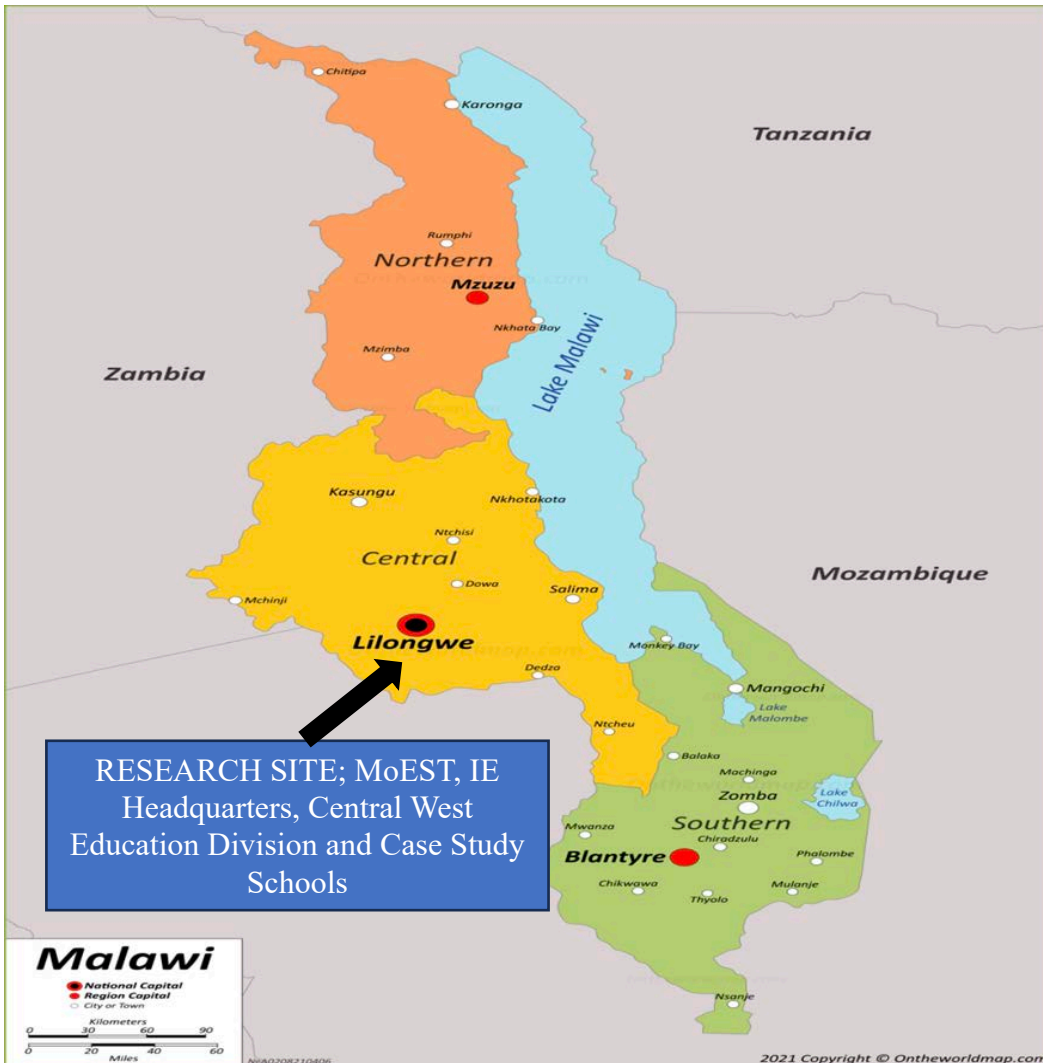 Chitipa
Karonga
Tanzania
Rumphi
Northern
Mzuzu
Nkhata Bay
Mzimba
Zambia
Lake Malawi
Kasungu
Nkhotakota
Ntchisi
Central
Dowa
Salima
Mozambique
Mchinji
Lilongwe
Monkey Bay
Dedza
Mangochi
Lake
Malombe
Ntcheu
Balaka
Machinga
Zomba
Lake
Chilwa
Southern
Mwanza
Chiradzulu
Blantyre
Phalombe
Chikwawa
Thyolo
Mulanje
Nsanje
RESEARCH SITE; MoEST, IE
Headquarters, Central West
Education Division and Case Study
Schools
Malawi
National Capital
Region Capital
City or Town
Kilometers
0 30 60 90
0 20 40 60
Miles
2021 Copyright © Ontheworldmap.com